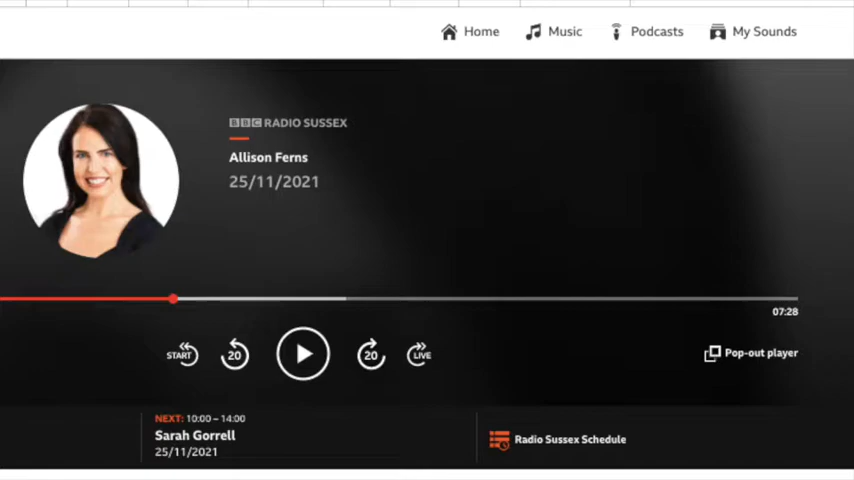 Home
Music
Podcasts
My Sounds
BBC RADIO SUSSEX
Allison Ferns
25/11/2021
07:28
START
20
20
LIVE
Pop-out player
NEXT: 10:00 – 14:00
Sarah Gorrell
25/11/2021
Radio Sussex Schedule